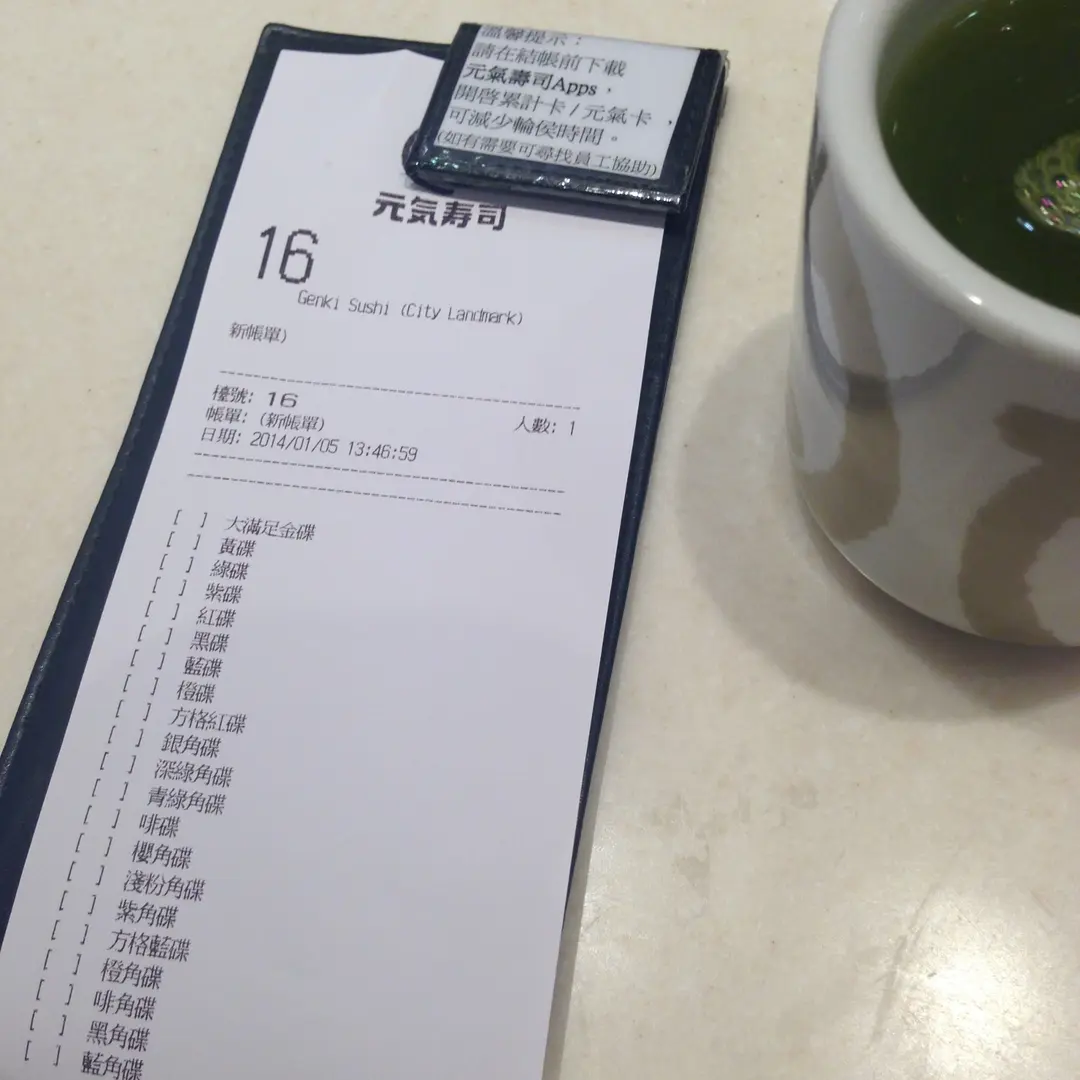 溫馨提示：
請在結帳前下載
元氣壽司Apps，
開啓累計卡 / 元氣卡，
可減少輪侯時間。
(如有需要可尋找員工協助)
元気寿司
16
Genki Sushi (City Landmark)
新帳單)
檯號: 16 人數: 1
帳單: (新帳單)
日期: 2014/01/05 13:46:59
[ ] 大滿足金碟
[ ] 黃碟
[ ] 綠碟
[ ] 紫碟
[ ] 紅碟
[ ] 黑碟
[ ] 藍碟
[ ] 橙碟
[ ] 方格紅碟
[ ] 銀角碟
[ ] 深綠角碟
[ ] 青綠角碟
[ ] 啡碟
[ ] 櫻角碟
[ ] 淺粉角碟
[ ] 紫角碟
[ ] 方格藍碟
[ ] 橙角碟
[ ] 啡角碟
[ ] 黑角碟
[ ] 藍角碟